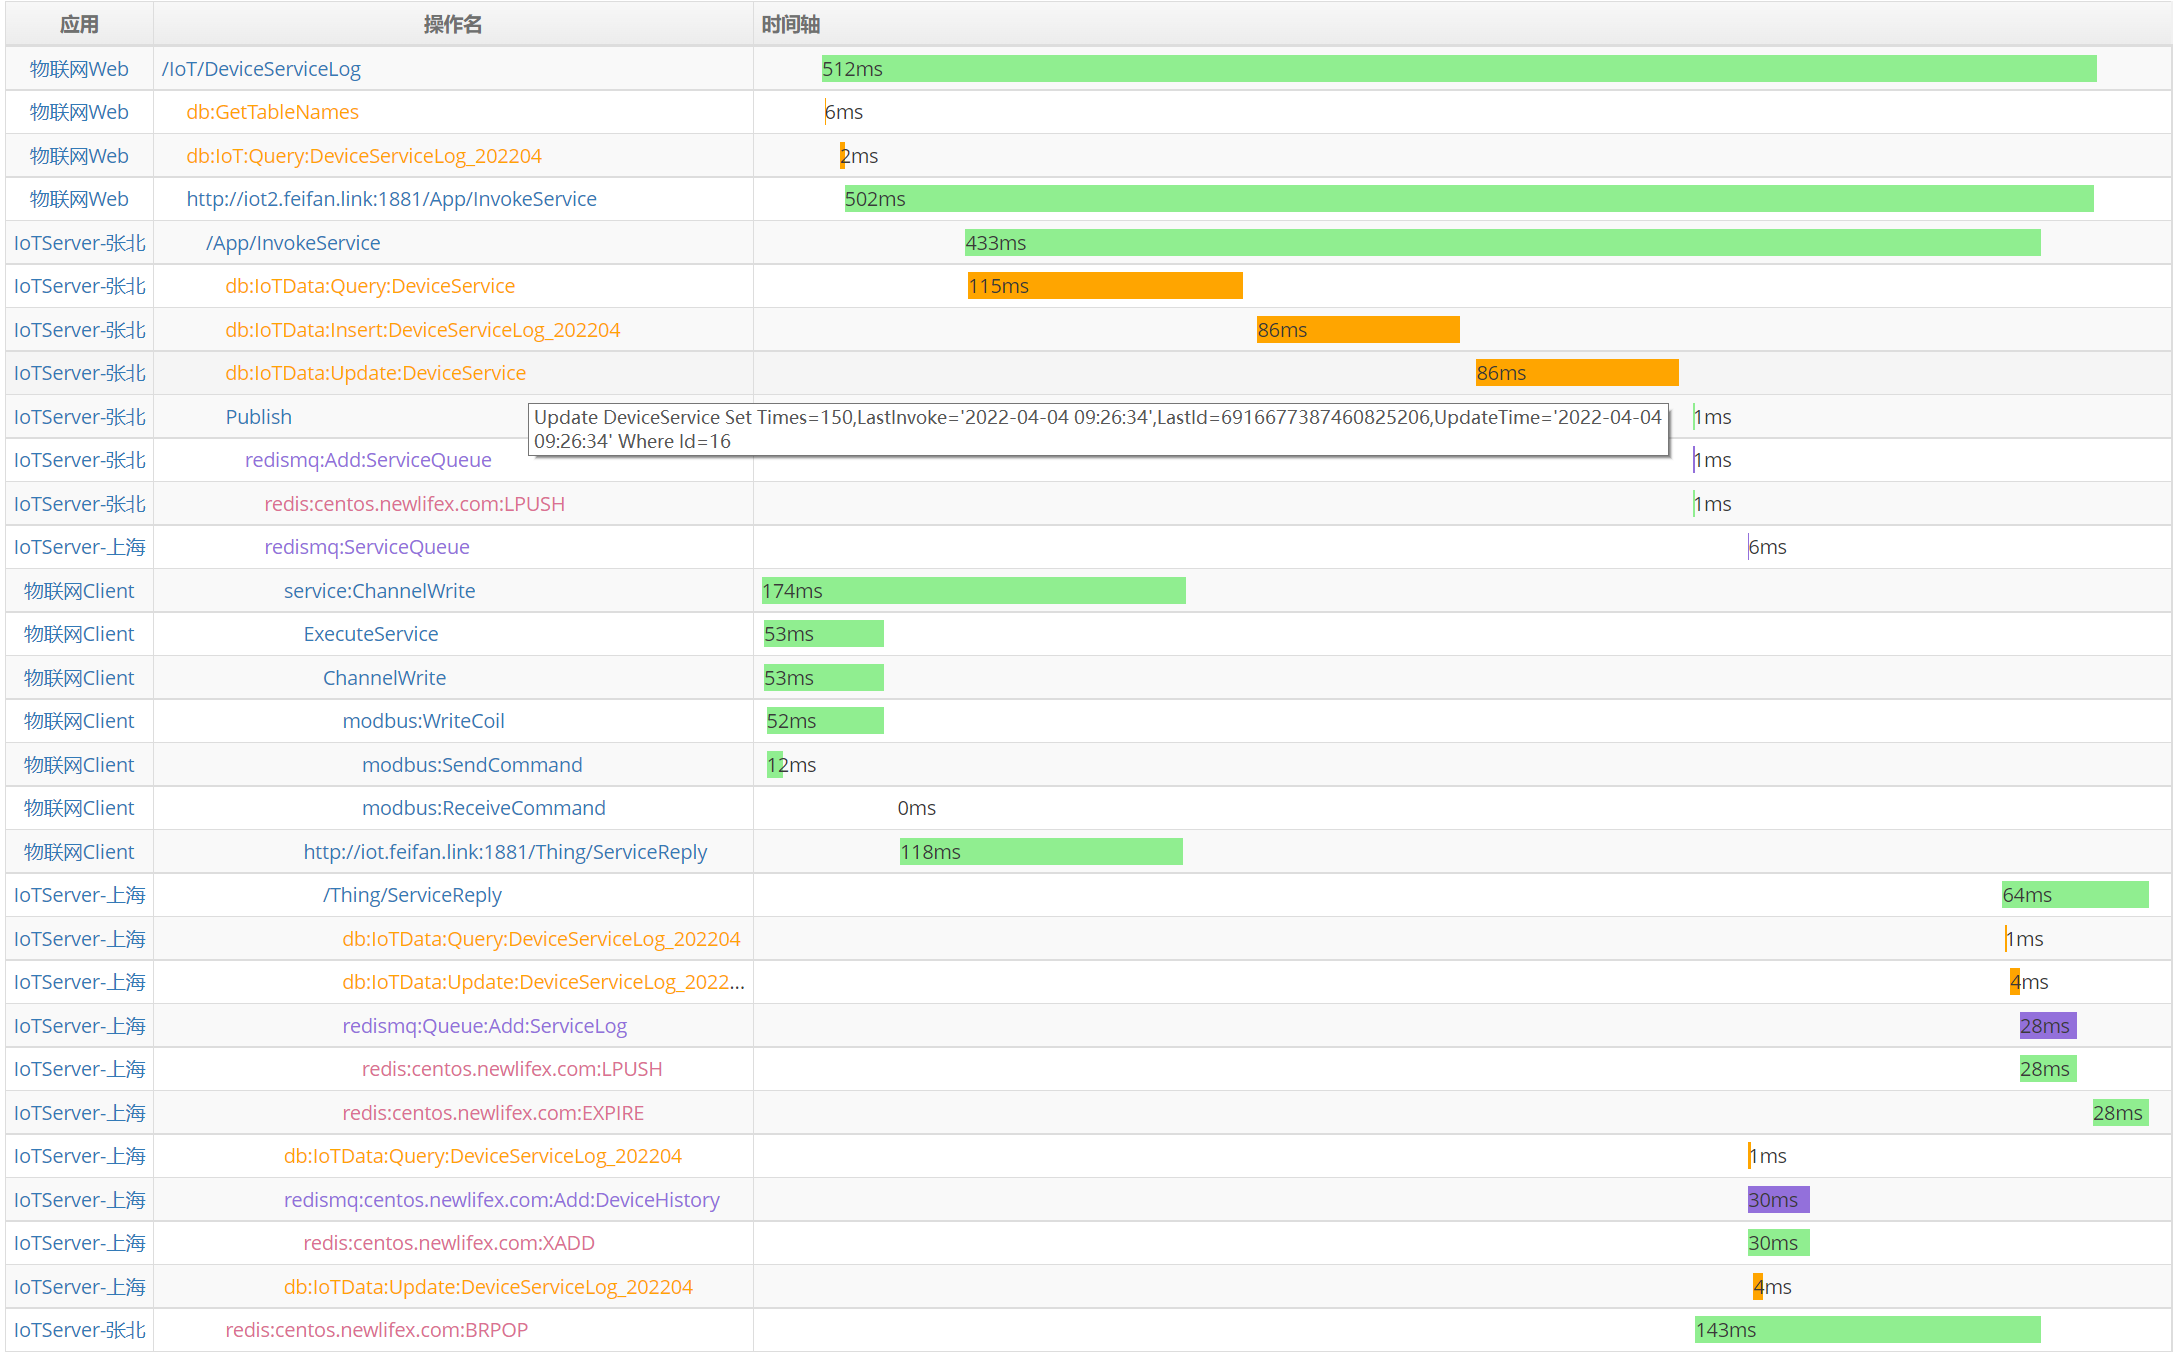 应用 操作名 时间轴
物联网Web /IoT/DeviceServiceLog 512ms
物联网Web db:GetTableNames 6ms
物联网Web db:IoT:Query:DeviceServiceLog_202204 2ms
物联网Web http://iot2.feifan.link:1881/App/InvokeService 502ms
IoTServer-张北 /App/InvokeService 433ms
IoTServer-张北 db:IoTData:Query:DeviceService 115ms
IoTServer-张北 db:IoTData:Insert:DeviceServiceLog_202204 86ms
IoTServer-张北 db:IoTData:Update:DeviceService 86ms
IoTServer-张北 Publish 1ms
Update DeviceService Set Times=150,LastInvoke='2022-04-04 09:26:34',LastId=6916677387460825206,UpdateTime='2022-04-04
09:26:34' Where Id=16
IoTServer-张北 redismq:Add:ServiceQueue 1ms
IoTServer-张北 redis:centos.newlifex.com:LPUSH 1ms
IoTServer-上海 redismq:ServiceQueue 6ms
物联网Client service:ChannelWrite 174ms
物联网Client ExecuteService 53ms
物联网Client ChannelWrite 53ms
物联网Client modbus:WriteCoil 52ms
物联网Client modbus:SendCommand 12ms
物联网Client modbus:ReceiveCommand 0ms
物联网Client http://iot.feifan.link:1881/Thing/ServiceReply 118ms
IoTServer-上海 /Thing/ServiceReply 64ms
IoTServer-上海 db:IoTData:Query:DeviceServiceLog_202204 1ms
IoTServer-上海 db:IoTData:Update:DeviceServiceLog_2022... 4ms
IoTServer-上海 redismq:Queue:Add:ServiceLog 28ms
IoTServer-上海 redis:centos.newlifex.com:LPUSH 28ms
IoTServer-上海 redis:centos.newlifex.com:EXPIRE 28ms
IoTServer-上海 db:IoTData:Query:DeviceServiceLog_202204 1ms
IoTServer-上海 redismq:centos.newlifex.com:Add:DeviceHistory 30ms
IoTServer-上海 redis:centos.newlifex.com:XADD 30ms
IoTServer-上海 db:IoTData:Update:DeviceServiceLog_202204 4ms
IoTServer-张北 redis:centos.newlifex.com:BRPOP 143ms